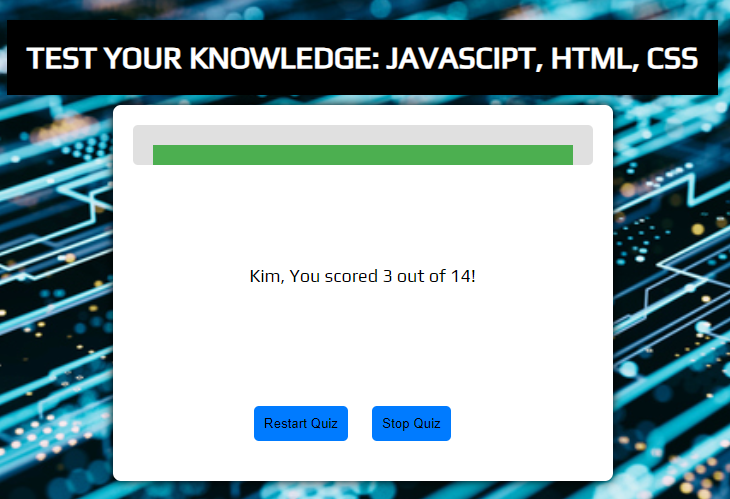 TEST YOUR KNOWLEDGE: JAVASCIPT, HTML, CSS
Kim, You scored 3 out of 14!
Restart Quiz
Stop Quiz